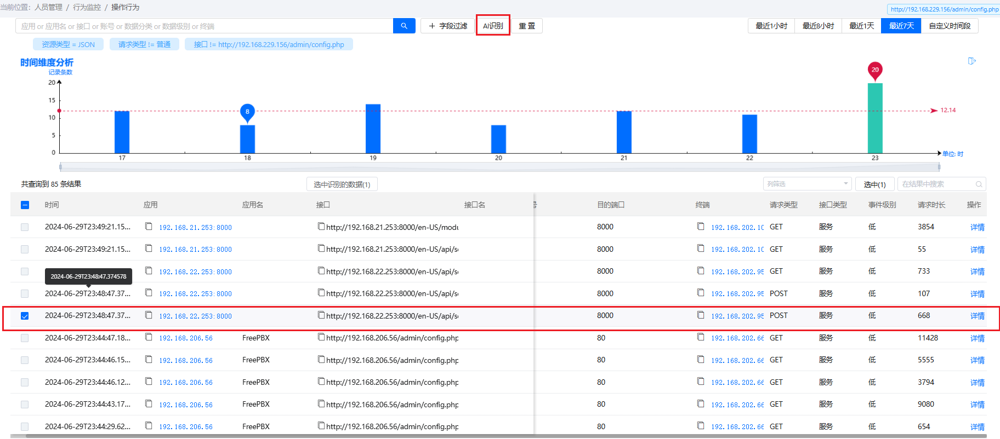 当前位置： 人员管理 / 行为监控 / 操作行为
http://192.168.229.156/admin/config.php
应用 or 应用名 or 接口 or 账号 or 数据分类 or 数据级别 or 终端
+ 字段过滤
AI识别
重 置
最近1小时 最近8小时 最近1天 最近7天 自定义时间段
资源类型 = JSON 请求类型 != 普通 接口 != http://192.168.229.156/admin/config.php
时间维度分析
记录条数
20
15
10
5
0
8
20
12.14
17 18 19 20 21 22 23
单位: 时
共查询到 85 条结果
选中识别的数据(1)
列筛选
选中(1)
在结果中搜索
时间 应用 应用名 接口 接口名 号 目的端口 终端 请求类型 接口类型 事件级别 请求时长 操作
2024-06-29T23:49:21.15... 192.168.21.253:8000 http://192.168.21.253:8000/en-US/modu 8000 192.168.202.10 GET 服务 低 3854 详情
2024-06-29T23:49:21.15... 192.168.21.253:8000 http://192.168.21.253:8000/en-US/api/s 8000 192.168.202.10 GET 服务 低 55 详情
192.168.22.253:8000 http://192.168.22.253:8000/en-US/api/s 8000 192.168.202.95 GET 服务 低 733 详情
2024-06-29T23:48:47.374578
2024-06-29T23:48:47.37... 192.168.22.253:8000 http://192.168.22.253:8000/en-US/api/s 8000 192.168.202.95 POST 服务 低 107 详情
2024-06-29T23:48:47.37... 192.168.22.253:8000 http://192.168.22.253:8000/en-US/api/s 8000 192.168.202.95 POST 服务 低 668 详情
2024-06-29T23:44:47.18... 192.168.206.56 FreePBX http://192.168.206.56/admin/config.php 80 192.168.202.66 GET 服务 低 11428 详情
2024-06-29T23:44:46.15... 192.168.206.56 FreePBX http://192.168.206.56/admin/config.php 80 192.168.202.66 GET 服务 低 5555 详情
2024-06-29T23:44:46.12... 192.168.206.56 FreePBX http://192.168.206.56/admin/config.php 80 192.168.202.66 GET 服务 低 3794 详情
2024-06-29T23:44:43.17... 192.168.206.56 FreePBX http://192.168.206.56/admin/config.php 80 192.168.202.66 GET 服务 低 9080 详情
2024-06-29T23:44:29.62... 192.168.206.56 FreePBX http://192.168.206.56/admin/config.php 80 192.168.202.66 GET 服务 低 654 详情